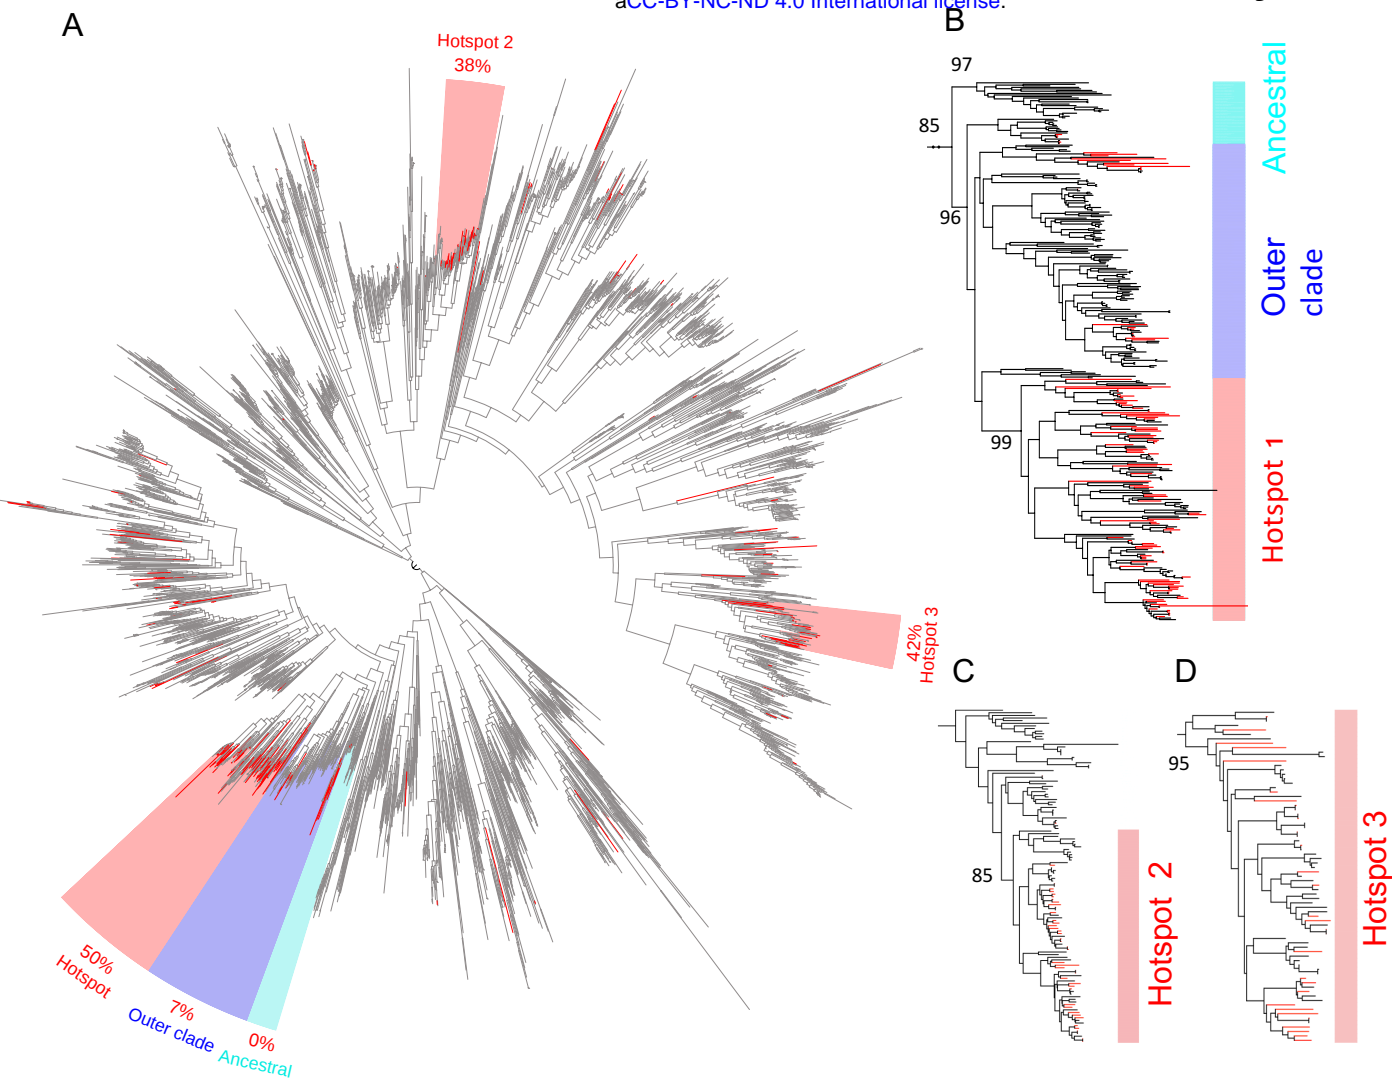 aCC-BY-NC-ND 4.0 International license.
A
Hotspot 2
38%
42%
Hotspot 3
50%
Hotspot
7%
Outer clade
0%
Ancestral
B
97
85
96
99
Ancestral
Outer
clade
Hotspot 1
C
85
Hotspot 2
D
95
Hotspot 3